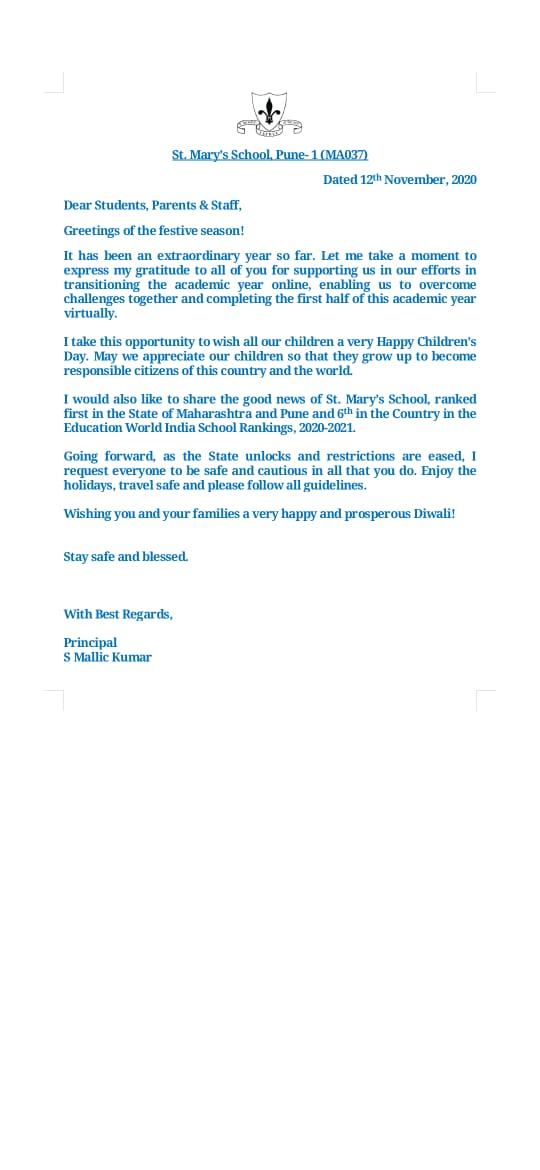 St. Mary's School, Pune- 1 (MA037)
Dated 12th November, 2020
Dear Students, Parents & Staff,
Greetings of the festive season!
It has been an extraordinary year so far. Let me take a moment to
express my gratitude to all of you for supporting us in our efforts in
transitioning the academic year online, enabling us to overcome
challenges together and completing the first half of this academic year
virtually.
I take this opportunity to wish all our children a very Happy Children's
Day. May we appreciate our children so that they grow up to become
responsible citizens of this country and the world.
I would also like to share the good news of St. Mary's School, ranked
first in the State of Maharashtra and Pune and 6th in the Country in the
Education World India School Rankings, 2020-2021.
Going forward, as the State unlocks and restrictions are eased, I
request everyone to be safe and cautious in all that you do. Enjoy the
holidays, travel safe and please follow all guidelines.
Wishing you and your families a very happy and prosperous Diwali!
Stay safe and blessed.
With Best Regards,
Principal
S Mallic Kumar